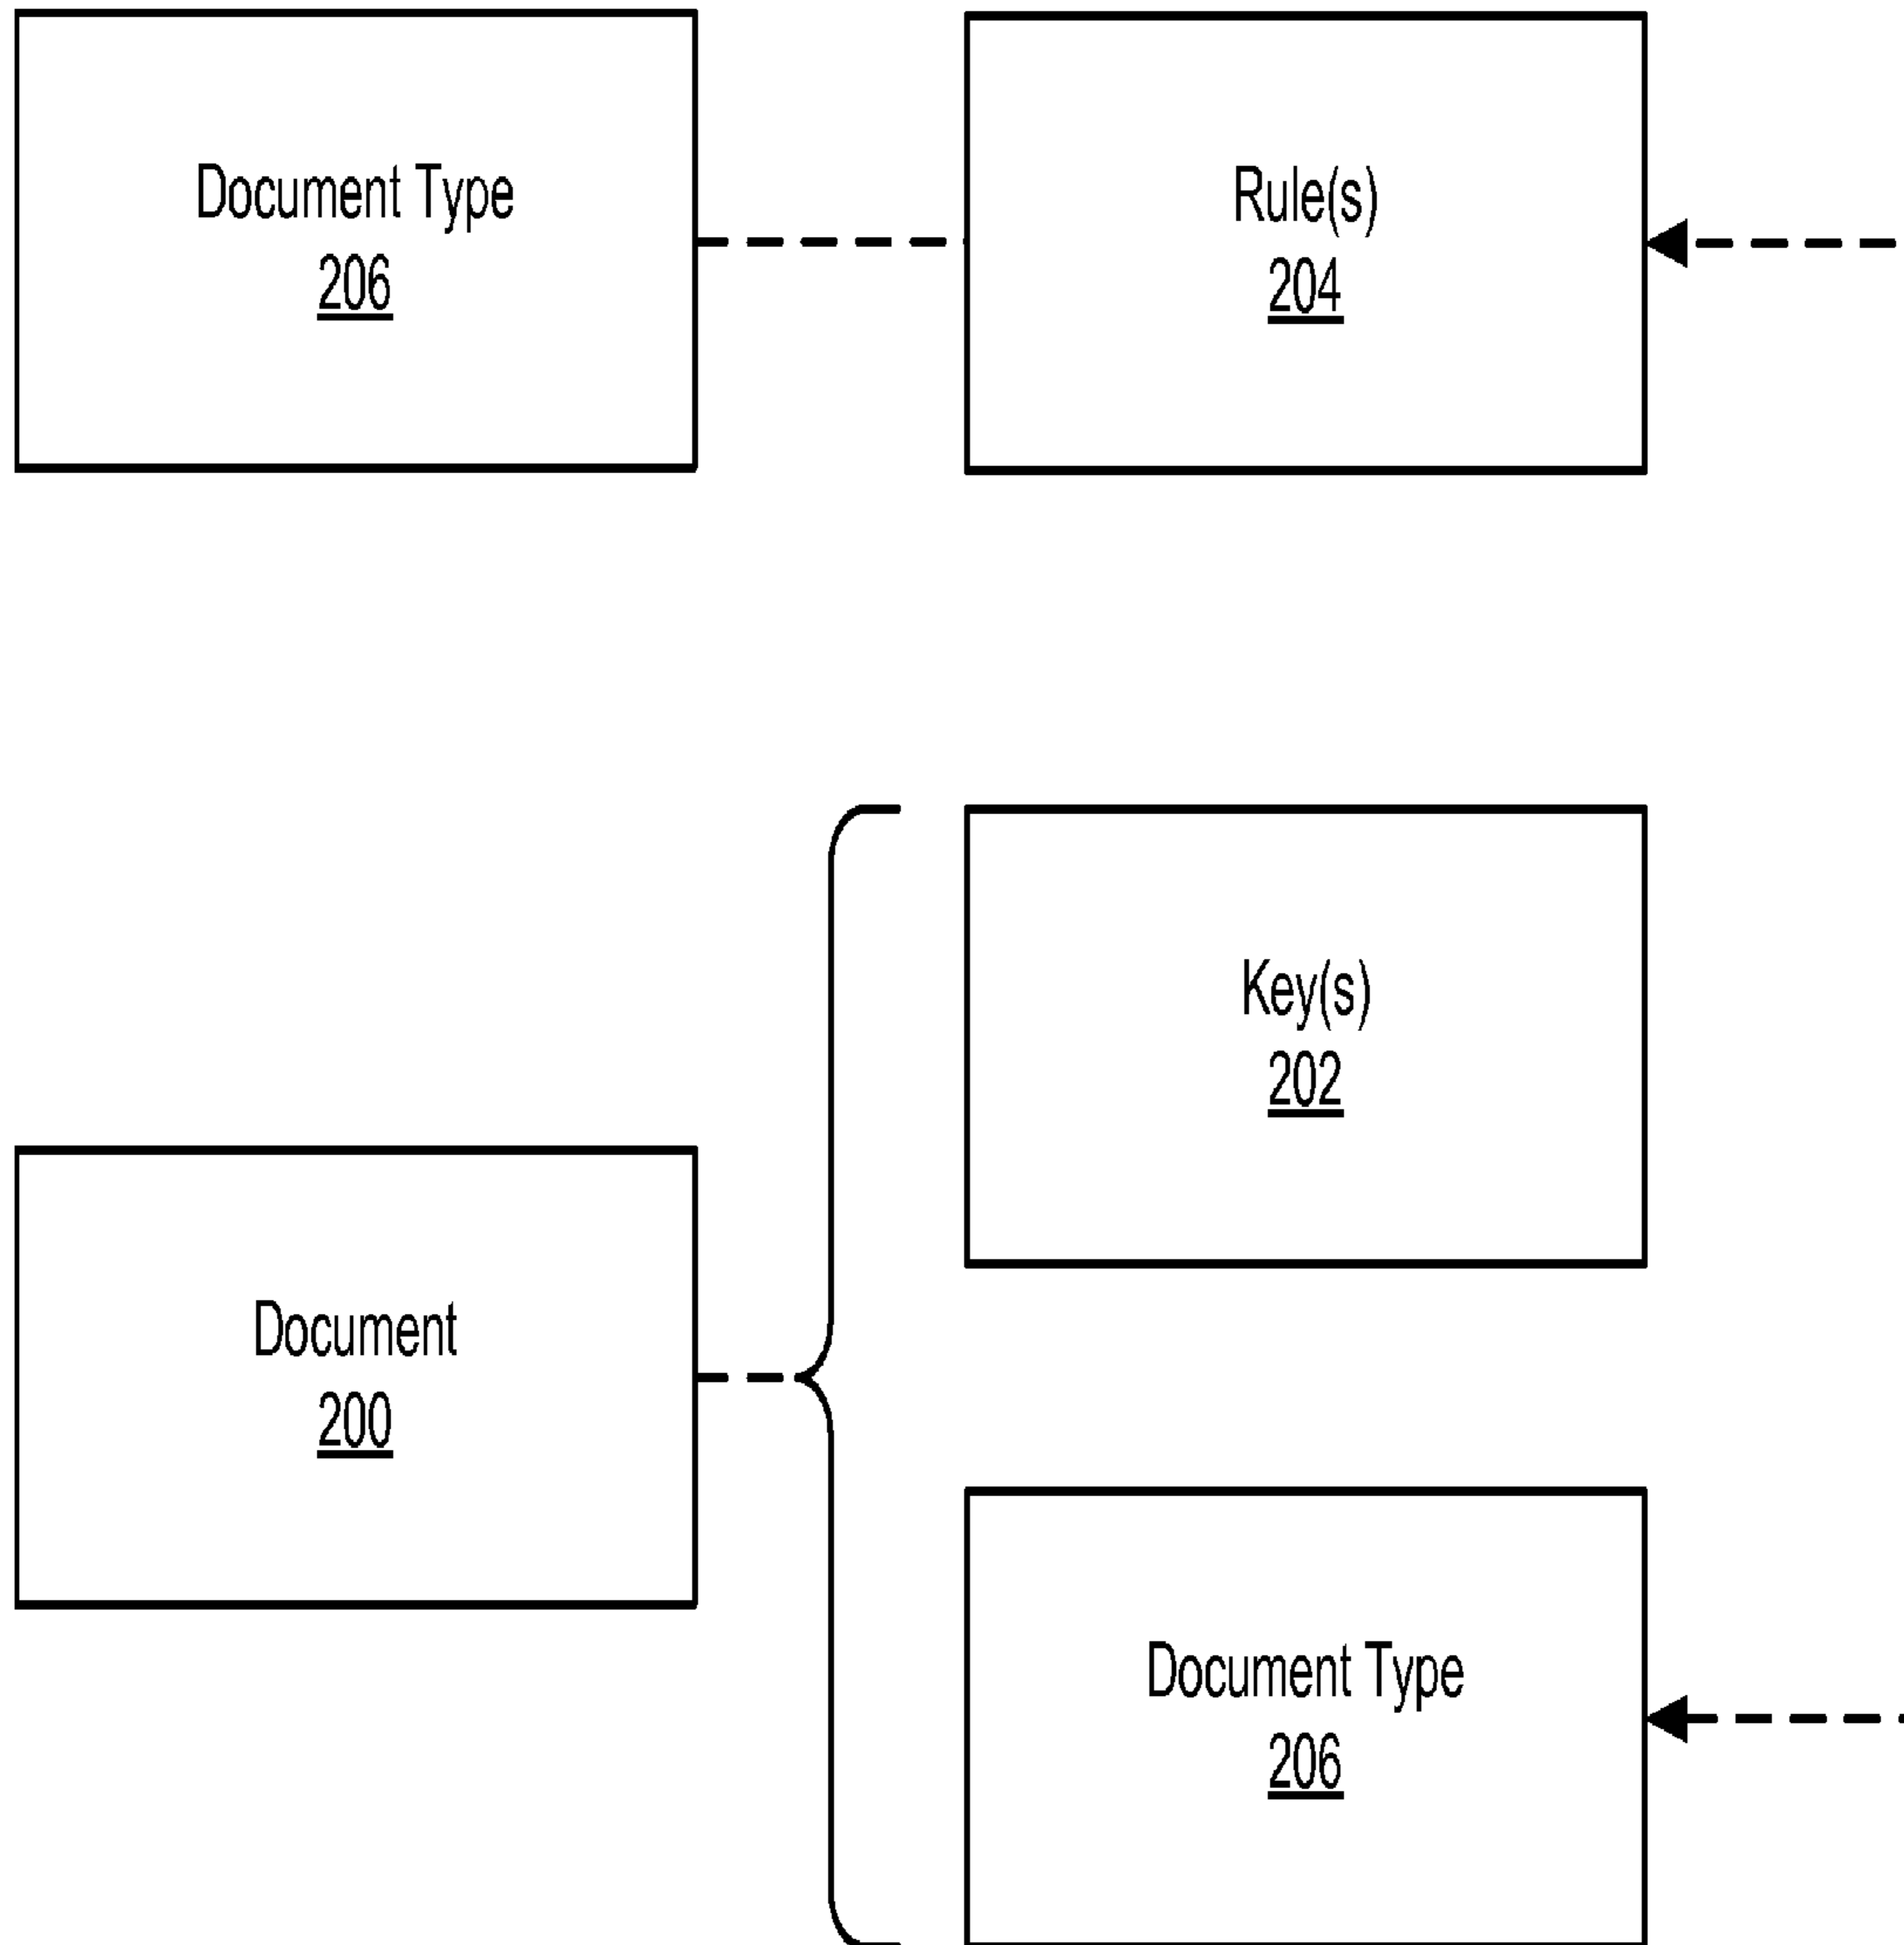 Document Type
206
Rule(s)
204
Key(s)
202
Document
200
Document Type
206